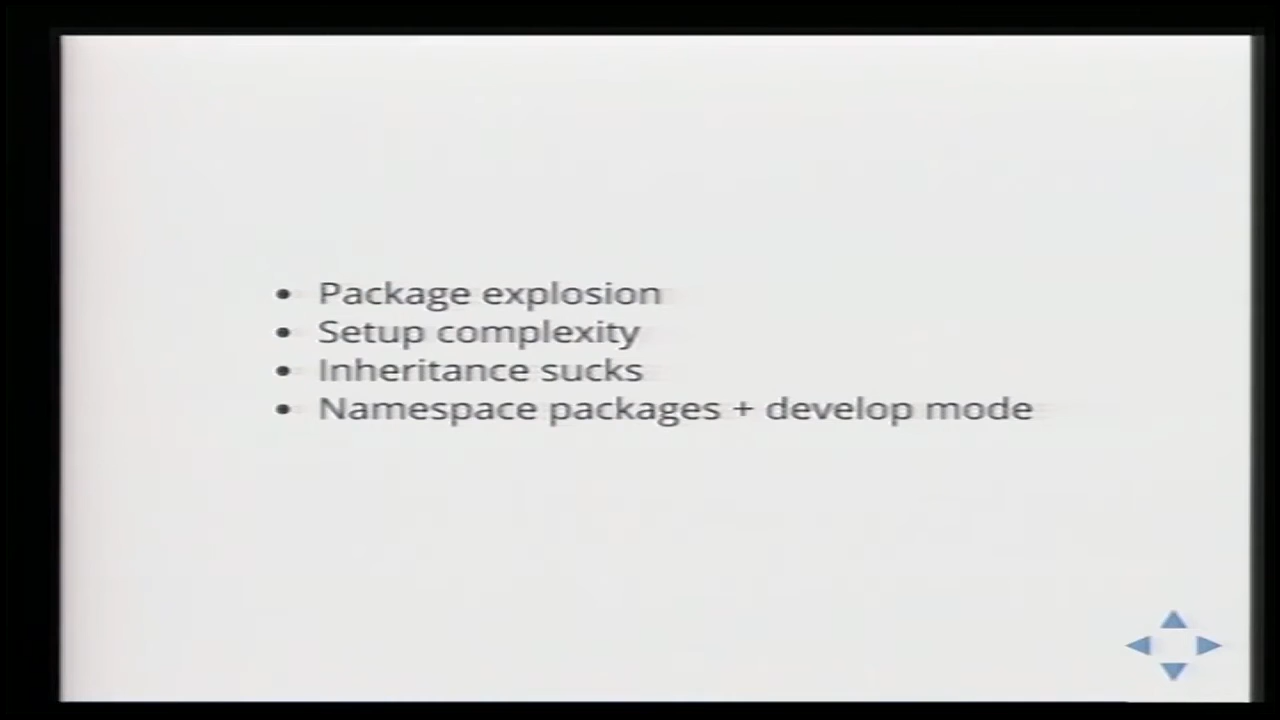 • Package explosion
• Setup complexity
• Inheritance sucks
• Namespace packages + develop mode